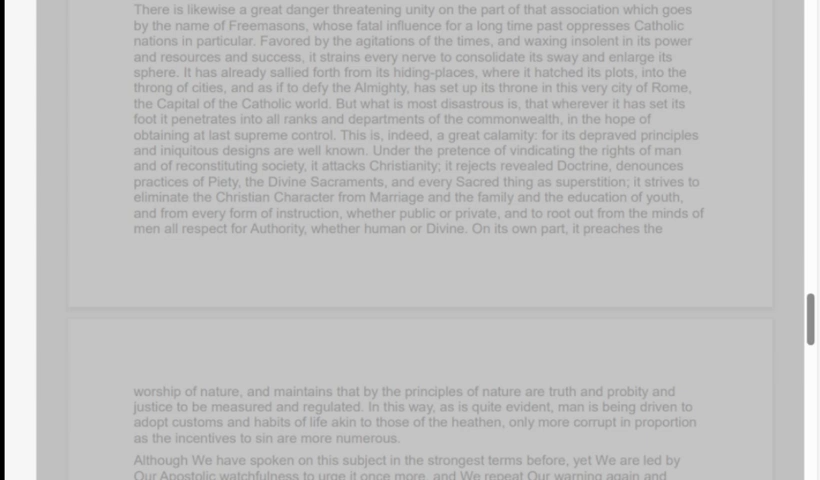 There is likewise a great danger threatening unity on the part of that association which goes
by the name of Freemasons, whose fatal influence for a long time past oppresses Catholic
nations in particular. Favored by the agitations of the times, and waxing insolent in its power
and resources and success, it strains every nerve to consolidate its sway and enlarge its
sphere. It has already sallied forth from its hiding-places, where it hatched its plots, into the
throng of cities, and as if to defy the Almighty, has set up its throne in this very city of Rome,
the Capital of the Catholic world. But what is most disastrous is, that wherever it has set its
foot it penetrates into all ranks and departments of the commonwealth, in the hope of
obtaining at last supreme control. This is, indeed, a great calamity: for its depraved principles
and iniquitous designs are well known. Under the pretence of vindicating the rights of man
and of reconstituting society, it attacks Christianity; it rejects revealed Doctrine, denounces
practices of Piety, the Divine Sacraments, and every Sacred thing as superstition; it strives to
eliminate the Christian Character from Marriage and the family and the education of youth,
and from every form of instruction, whether public or private, and to root out from the minds of
men all respect for Authority, whether human or Divine. On its own part, it preaches the
worship of nature, and maintains that by the principles of nature are truth and probity and
justice to be measured and regulated. In this way, as is quite evident, man is being driven to
adopt customs and habits of life akin to those of the heathen, only more corrupt in proportion
as the incentives to sin are more numerous.
Although We have spoken on this subject in the strongest terms before, yet We are led by
Our Apostolic watchfulness to urge it once more, and We repeat Our warning again and